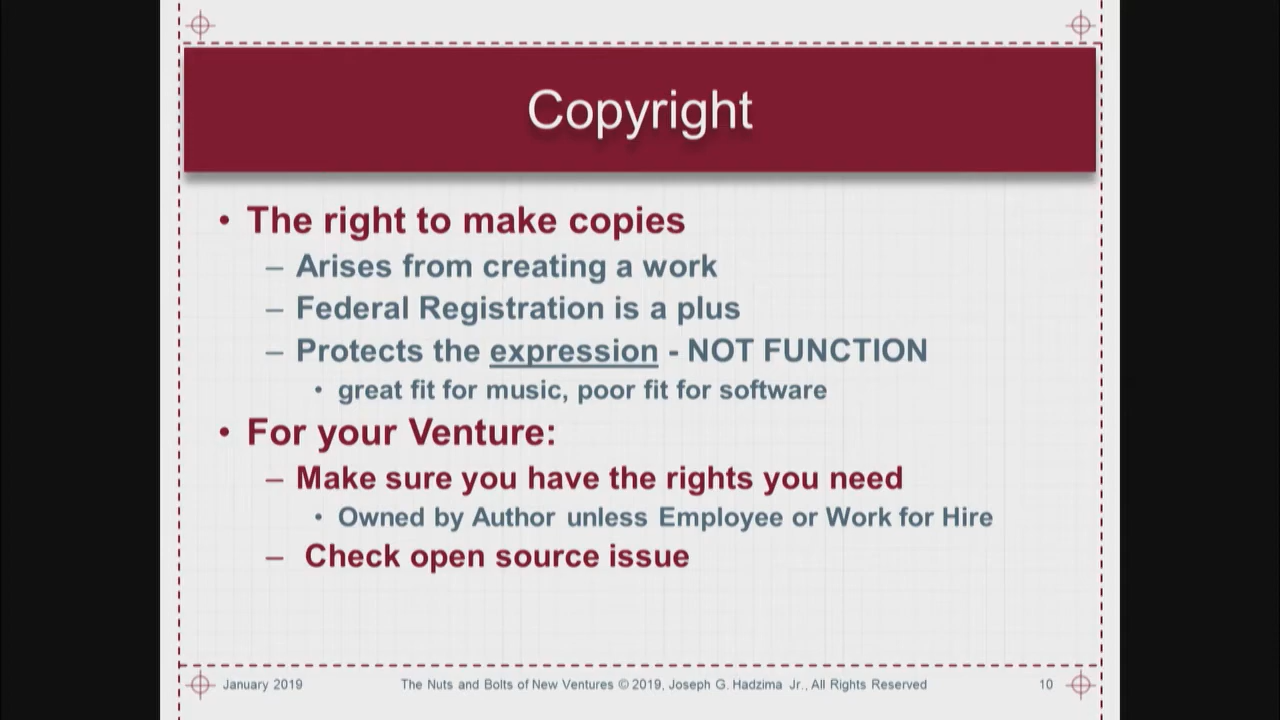 Copyright
• The right to make copies
– Arises from creating a work
– Federal Registration is a plus
– Protects the expression - NOT FUNCTION
• great fit for music, poor fit for software
• For your Venture:
– Make sure you have the rights you need
• Owned by Author unless Employee or Work for Hire
– Check open source issue
January 2019
The Nuts and Bolts of New Ventures © 2019, Joseph G. Hadzima Jr., All Rights Reserved
10